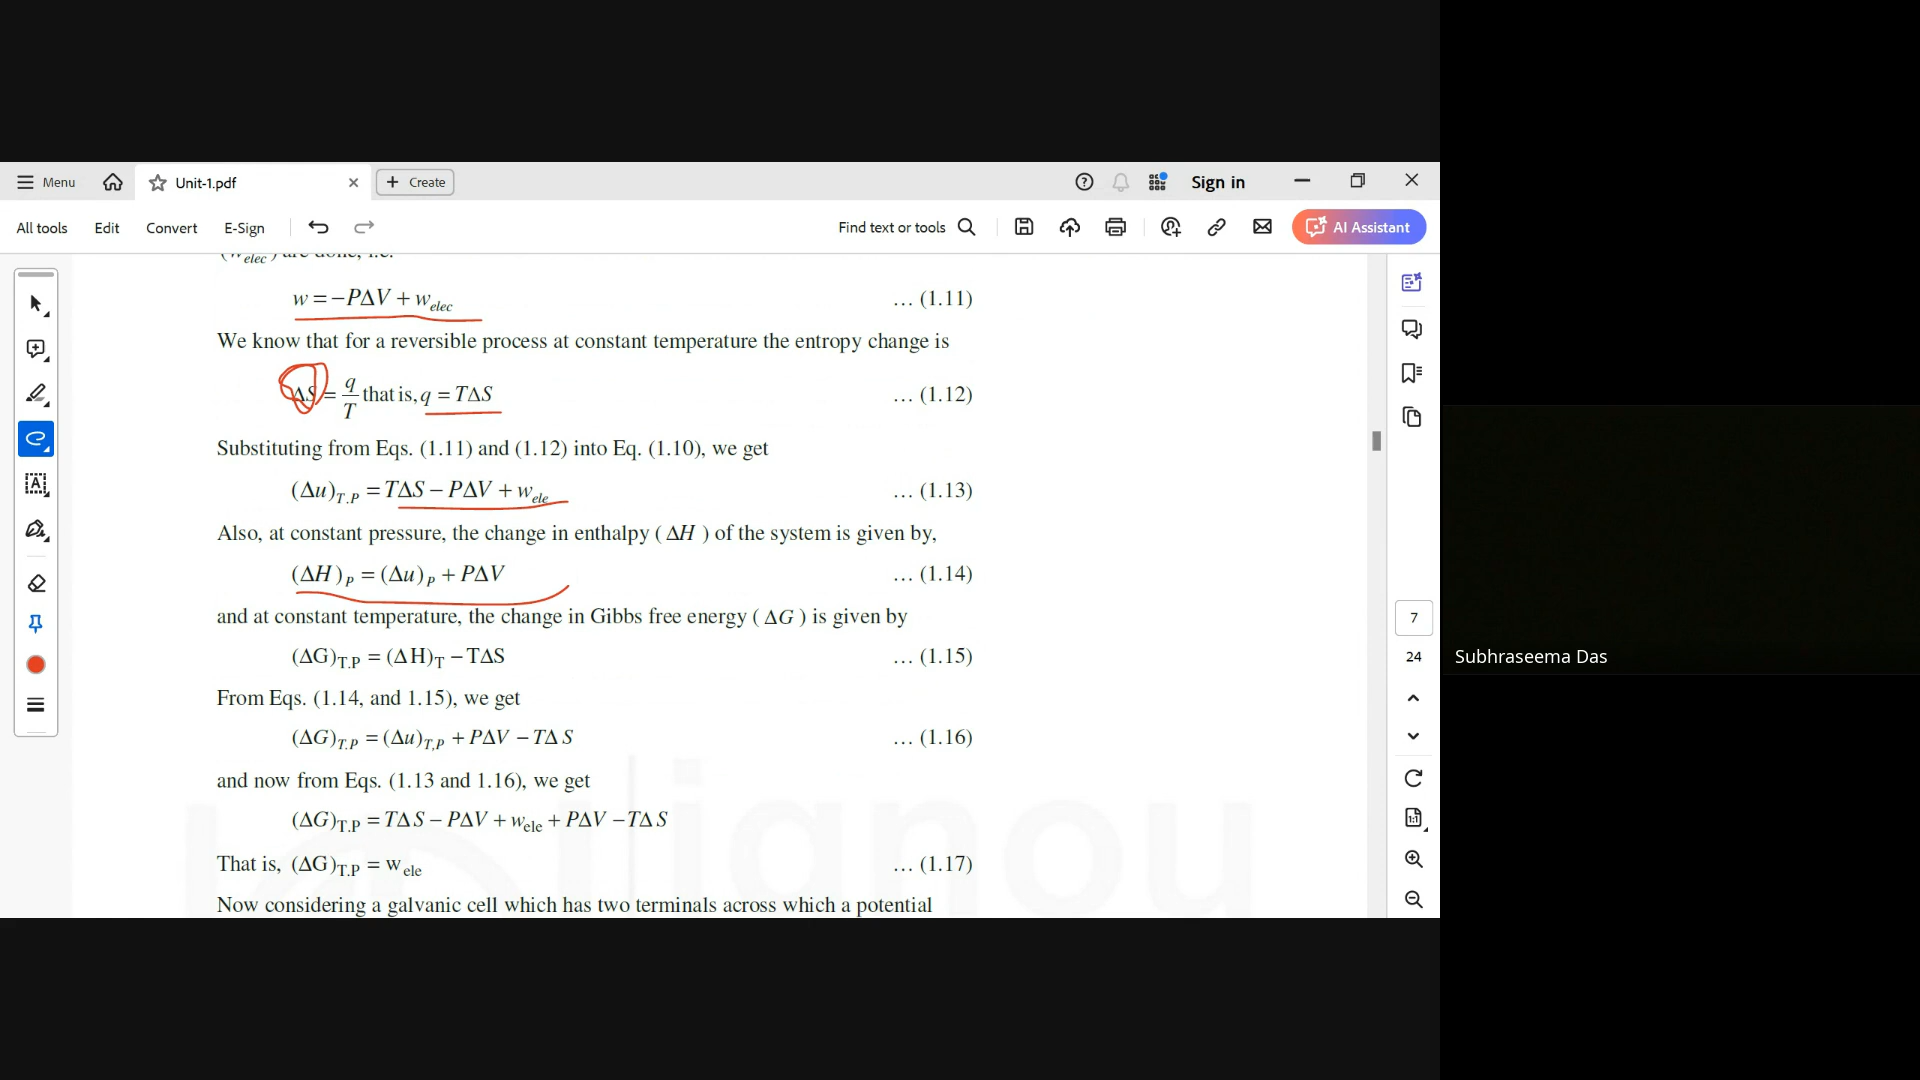 Menu
Unit-1.pdf
Create
Sign in
All tools
Edit
Convert
E-Sign
Find text or tools
AI Assistant
w = −PΔV + w_elec … (1.11)
We know that for a reversible process at constant temperature the entropy change is
ΔS = q/T that is, q = TΔS … (1.12)
Substituting from Eqs. (1.11) and (1.12) into Eq. (1.10), we get
(Δu)_T.P = TΔS − PΔV + w_ele … (1.13)
Also, at constant pressure, the change in enthalpy ( ΔH ) of the system is given by,
(ΔH)_P = (Δu)_P + PΔV … (1.14)
and at constant temperature, the change in Gibbs free energy ( ΔG ) is given by
(ΔG)_T.P = (ΔH)_T − TΔS … (1.15)
From Eqs. (1.14, and 1.15), we get
(ΔG)_T.P = (Δu)_T,P + PΔV − TΔS … (1.16)
and now from Eqs. (1.13 and 1.16), we get
(ΔG)_T.P = TΔS − PΔV + w_ele + PΔV − TΔS
That is, (ΔG)_T.P = w_ele … (1.17)
Now considering a galvanic cell which has two terminals across which a potential
ignou
7
24
Subhraseema Das